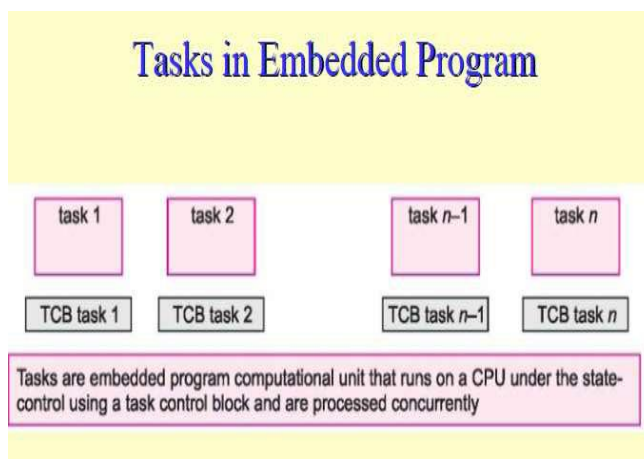 Tasks in Embedded Program
task 1 task 2 task n–1 task n
TCB task 1 TCB task 2 TCB task n–1 TCB task n
Tasks are embedded program computational unit that runs on a CPU under the state-
control using a task control block and are processed concurrently